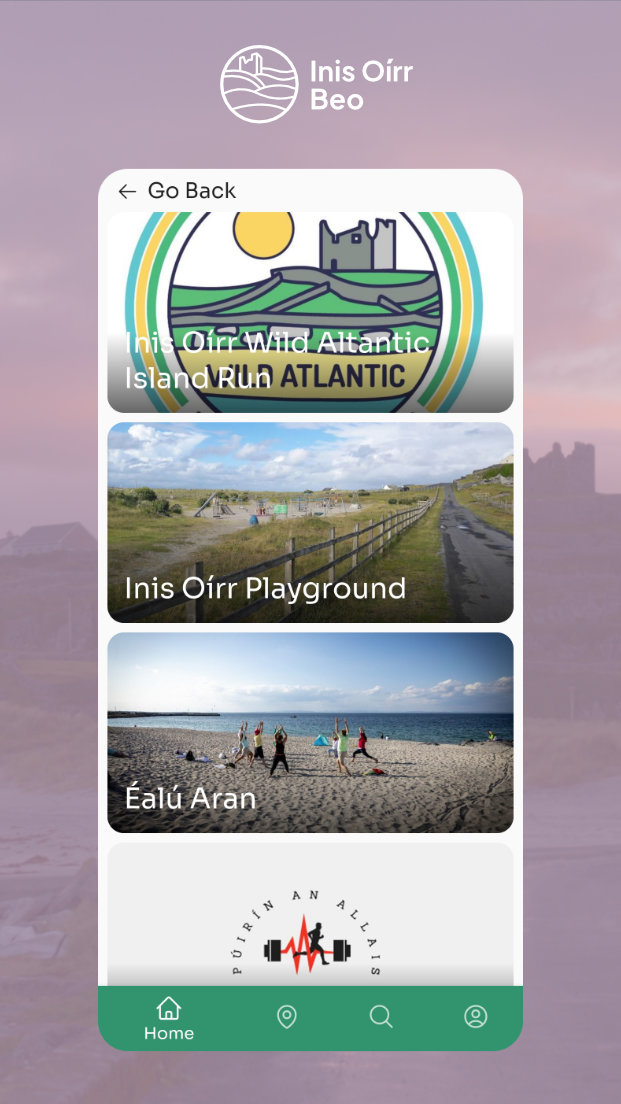 Inis Oírr
Beo
Go Back
Inis Oírr Wild Altantic
Island Run
WILD ATLANTIC
Inis Oírr Playground
Éalú Aran
PÚIRÍN AN ALLAIS
Home